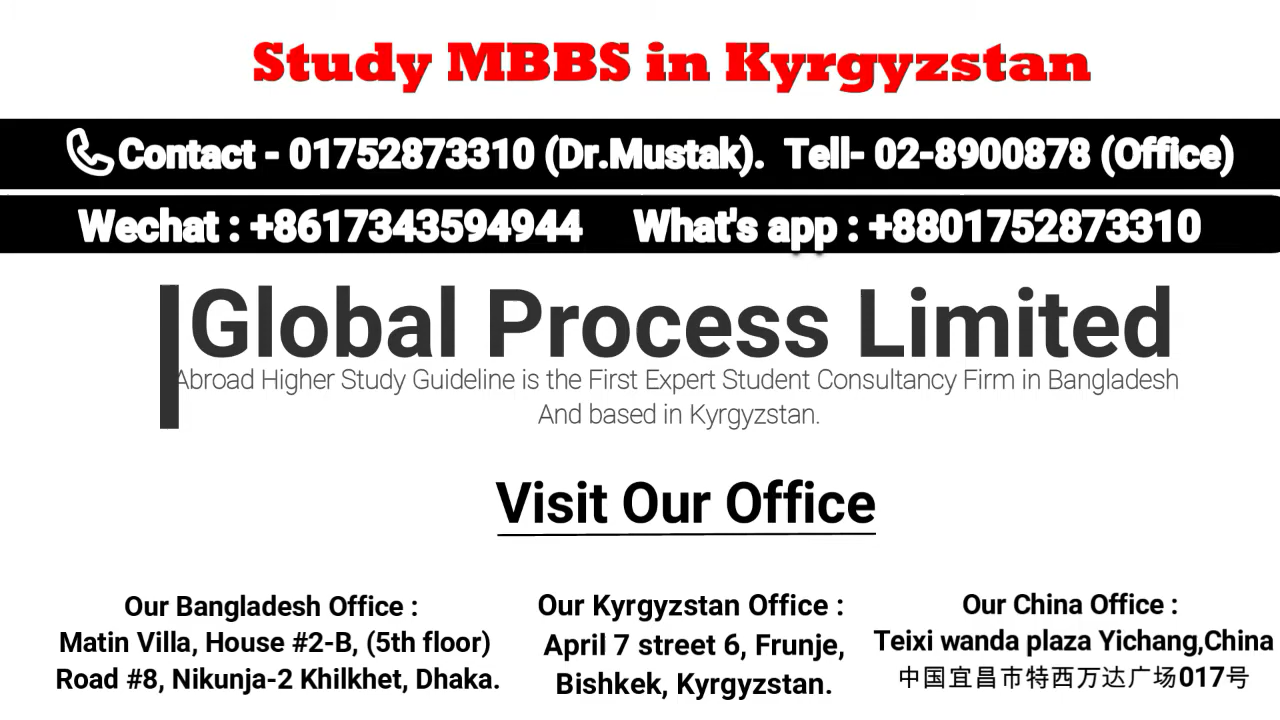 Study MBBS in Kyrgyzstan
Contact - 01752873310 (Dr.Mustak). Tell- 02-8900878 (Office)
Wechat : +8617343594944 What's app : +8801752873310
Global Process Limited
Abroad Higher Study Guideline is the First Expert Student Consultancy Firm in Bangladesh
And based in Kyrgyzstan.
Visit Our Office
Our Bangladesh Office :
Matin Villa, House #2-B, (5th floor)
Road #8, Nikunja-2 Khilkhet, Dhaka.
Our Kyrgyzstan Office :
April 7 street 6, Frunje,
Bishkek, Kyrgyzstan.
Our China Office :
Teixi wanda plaza Yichang,China
中国宜昌市特西万达广场017号